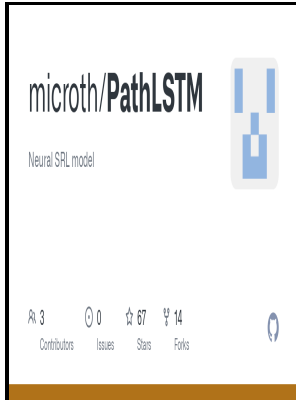 microth/PathLSTM
Neural SRL model
3 0 67 14
Contributors Issues Stars Forks